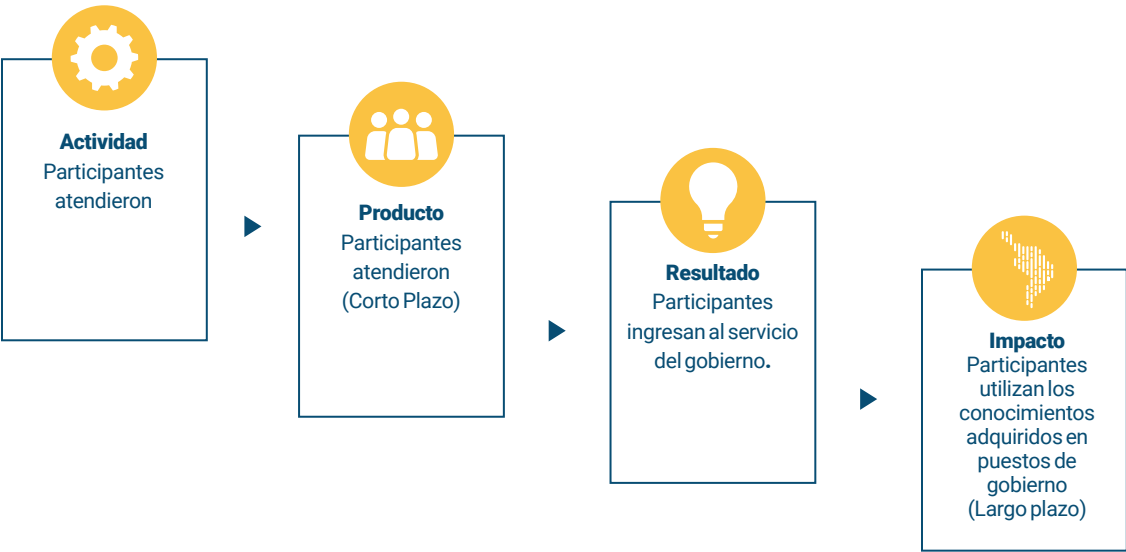 Actividad
Participantes
atendieron
Producto
Participantes
atendieron
(Corto Plazo)
Resultado
Participantes
ingresan al servicio
del gobierno.
Impacto
Participantes
utilizan los
conocimientos
adquiridos en
puestos de
gobierno
(Largo plazo)